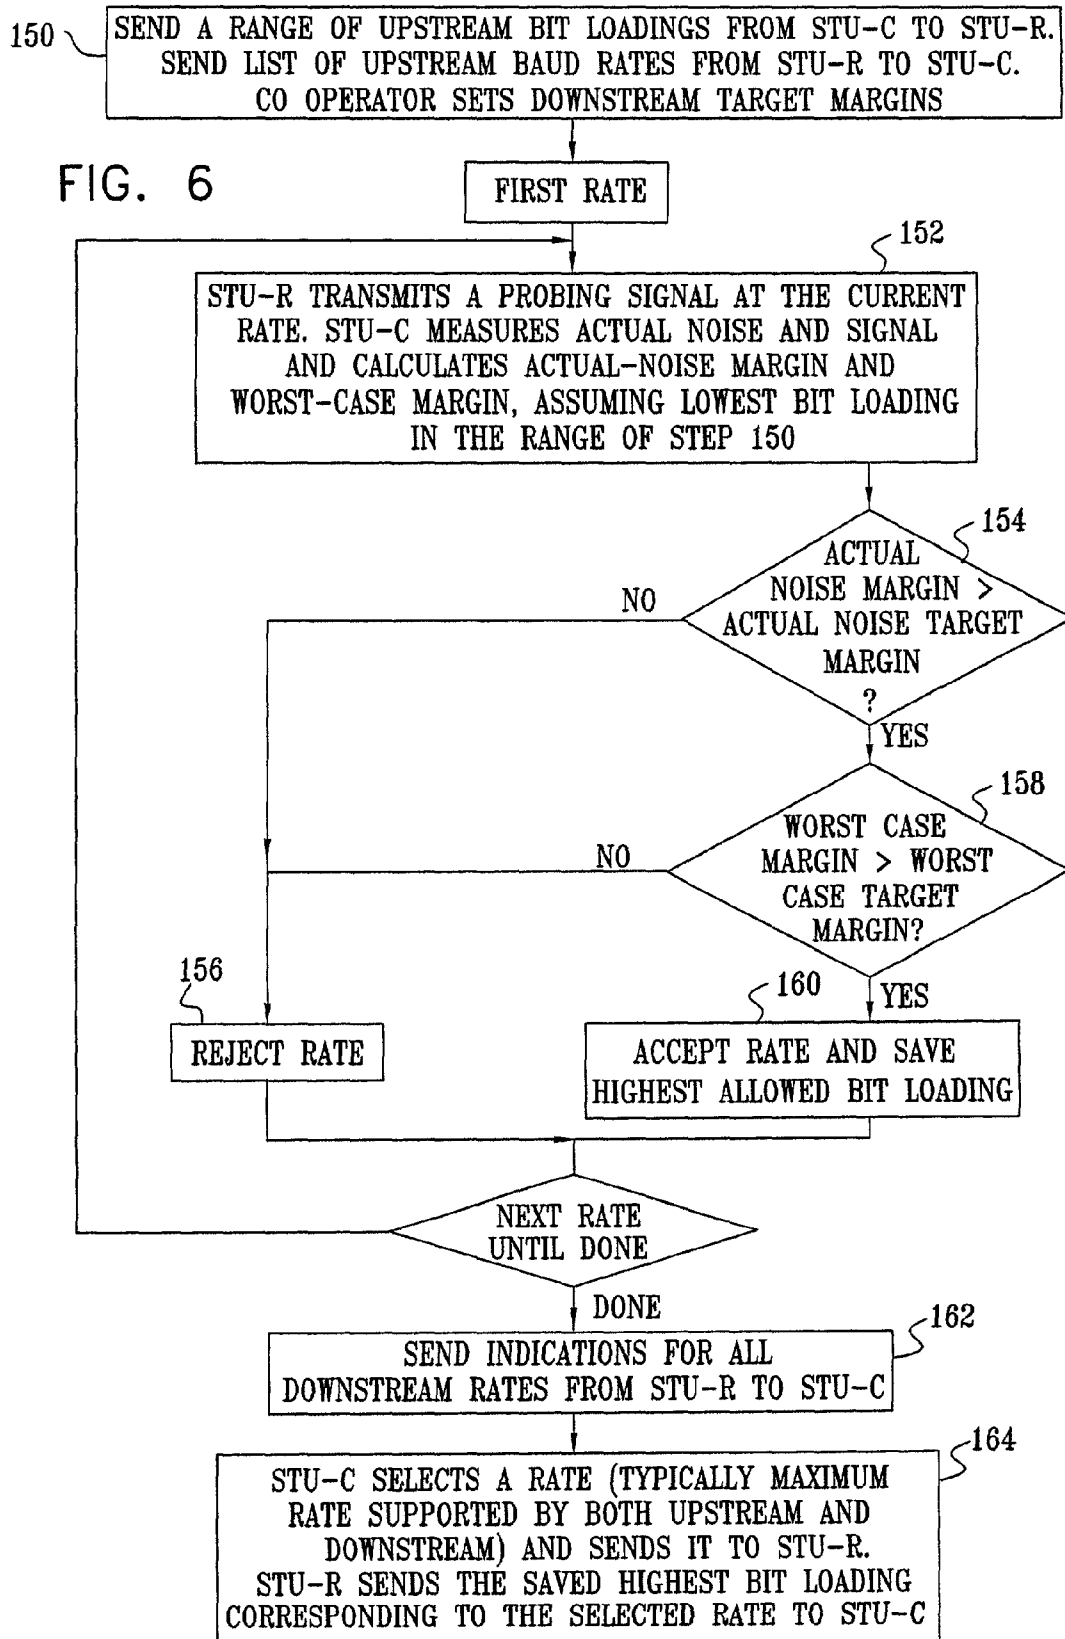 150
SEND A RANGE OF UPSTREAM BIT LOADINGS FROM STU-C TO STU-R.
SEND LIST OF UPSTREAM BAUD RATES FROM STU-R TO STU-C.
CO OPERATOR SETS DOWNSTREAM TARGET MARGINS
FIG. 6
FIRST RATE
152
STU-R TRANSMITS A PROBING SIGNAL AT THE CURRENT
RATE. STU-C MEASURES ACTUAL NOISE AND SIGNAL
AND CALCULATES ACTUAL-NOISE MARGIN AND
WORST-CASE MARGIN, ASSUMING LOWEST BIT LOADING
IN THE RANGE OF STEP 150
154
ACTUAL
NOISE MARGIN >
ACTUAL NOISE TARGET
MARGIN
?
NO
YES
158
WORST CASE
MARGIN > WORST
CASE TARGET
MARGIN?
NO
YES
156
REJECT RATE
160
ACCEPT RATE AND SAVE
HIGHEST ALLOWED BIT LOADING
NEXT RATE
UNTIL DONE
DONE
162
SEND INDICATIONS FOR ALL
DOWNSTREAM RATES FROM STU-R TO STU-C
164
STU-C SELECTS A RATE (TYPICALLY MAXIMUM
RATE SUPPORTED BY BOTH UPSTREAM AND
DOWNSTREAM) AND SENDS IT TO STU-R.
STU-R SENDS THE SAVED HIGHEST BIT LOADING
CORRESPONDING TO THE SELECTED RATE TO STU-C